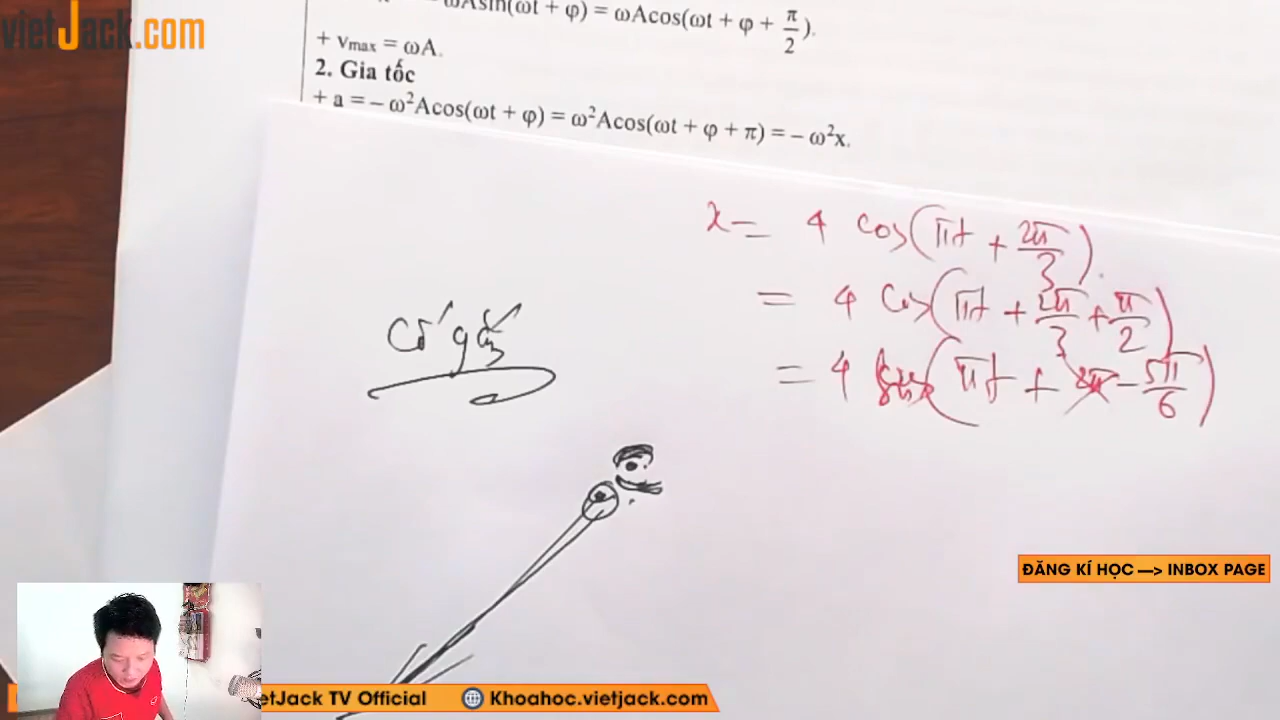 vietJack.com
ωAsin(ωt + φ) = ωAcos(ωt + φ + π/2).
+ vmax = ωA.
2. Gia tốc
+ a = – ω²Acos(ωt + φ) = ω²Acos(ωt + φ + π) = – ω²x.
x = 4 cos(πt + 2π/3).
= 4 cos(πt + 2π/3 + π/2)
= 4 (πt + - 5π/6)
Cố gắng
ĐĂNG KÍ HỌC —> INBOX PAGE
etJack TV Official
Khoahoc.vietjack.com